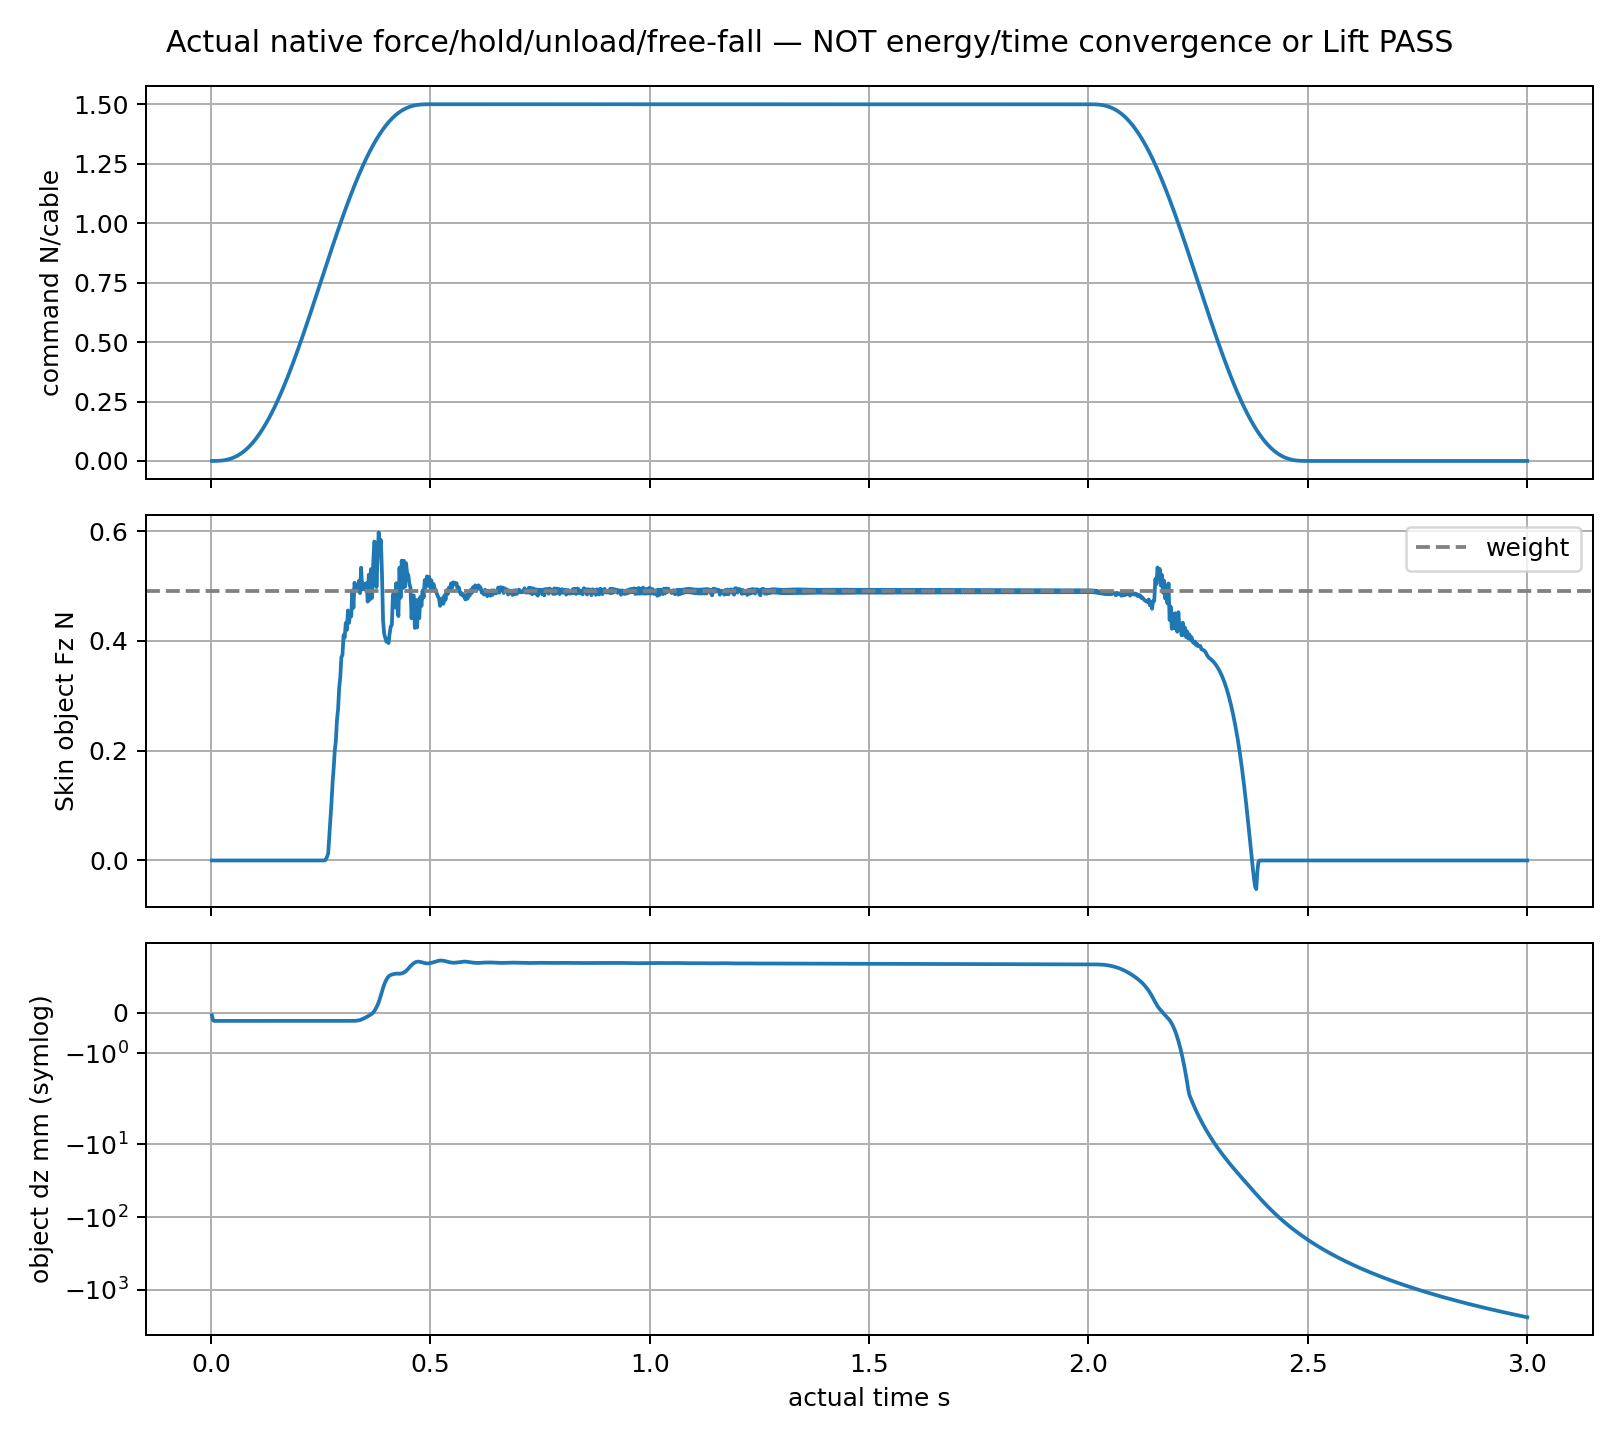 Actual native force/hold/unload/free-fall — NOT energy/time convergence or Lift PASS
command N/cable
1.50
1.25
1.00
0.75
0.50
0.25
0.00
Skin object Fz N
0.6
0.4
0.2
0.0
weight
object dz mm (symlog)
0
−10⁰
−10¹
−10²
−10³
0.0 0.5 1.0 1.5 2.0 2.5 3.0
actual time s